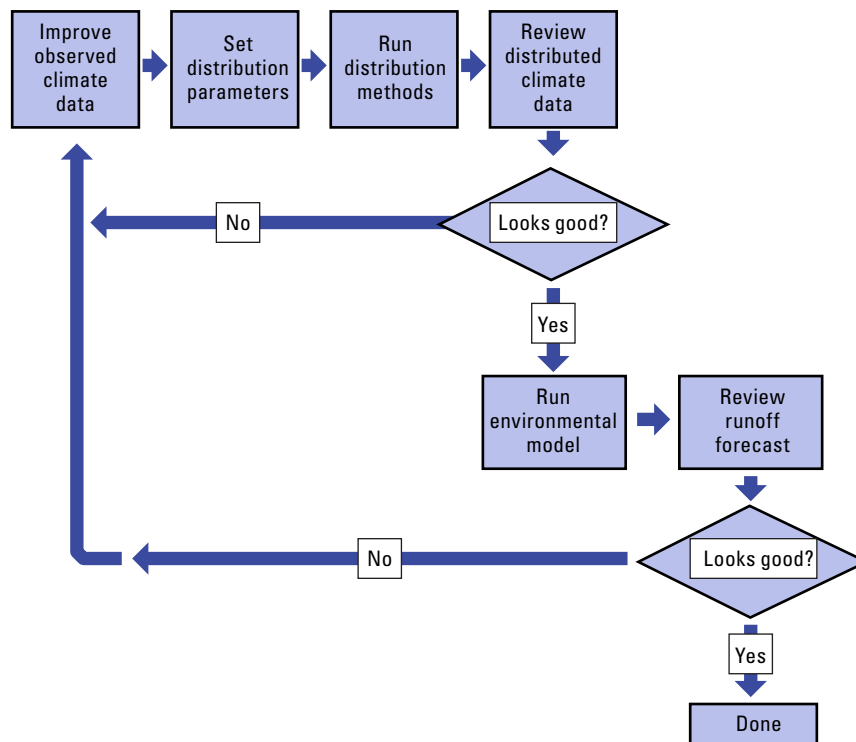 Improve
observed
climate
data
Set
distribution
parameters
Run
distribution
methods
Review
distributed
climate
data
No
Looks good?
Yes
Run
environmental
model
Review
runoff
forecast
No
Looks good?
Yes
Done